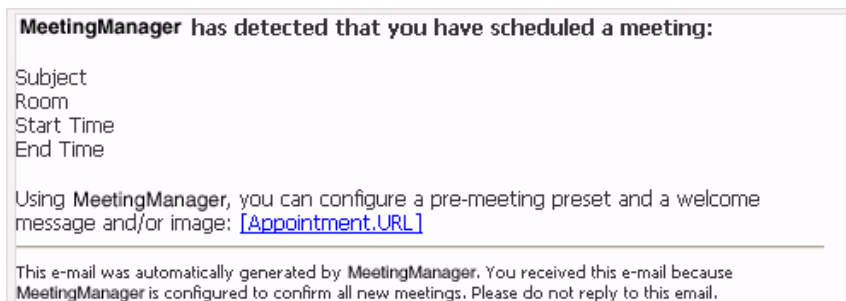 MeetingManager has detected that you have scheduled a meeting:
Subject
Room
Start Time
End Time
Using MeetingManager, you can configure a pre-meeting preset and a welcome
message and/or image: [Appointment.URL]
This e-mail was automatically generated by MeetingManager. You received this e-mail because
MeetingManager is configured to confirm all new meetings. Please do not reply to this email.